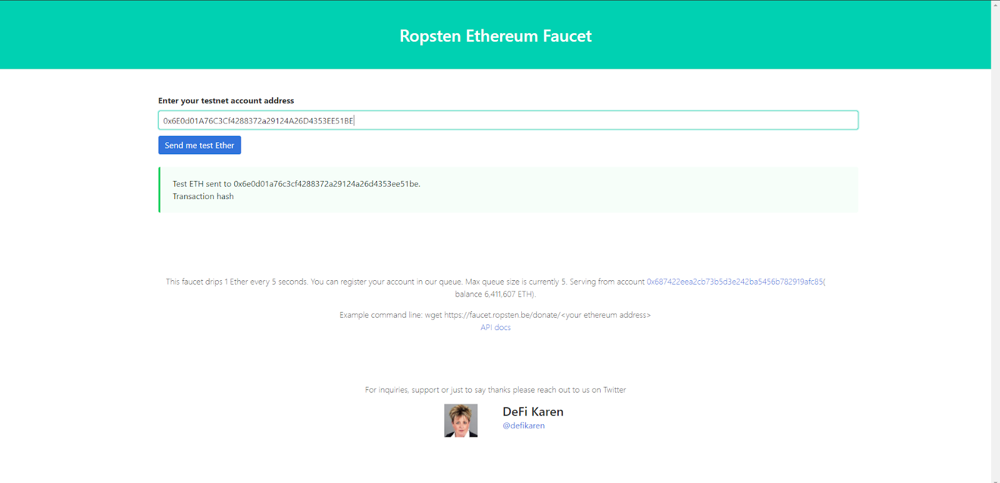 Ropsten Ethereum Faucet
Enter your testnet account address
0x6E0d01A76C3Cf4288372a29124A26D4353EE51BE
Send me test Ether
Test ETH sent to 0x6e0d01a76c3cf4288372a29124a26d4353ee51be.
Transaction hash
This faucet drips 1 Ether every 5 seconds. You can register your account in our queue. Max queue size is currently 5. Serving from account 0x687422eea2cb73b5d3e242ba5456b782919afc85(
balance 6,411,607 ETH).
Example command line: wget https://faucet.ropsten.be/donate/<your ethereum address>
API docs
For inquiries, support or just to say thanks please reach out to us on Twitter
DeFi Karen
@defikaren